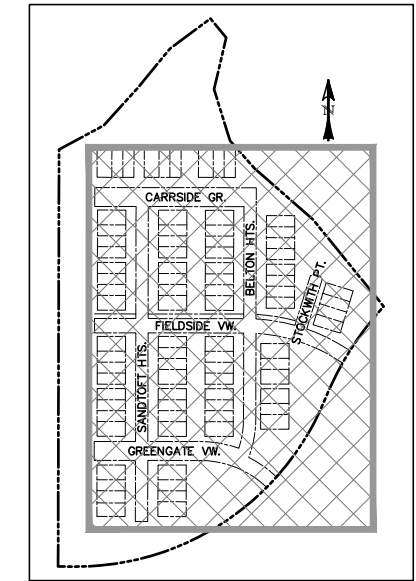 N
CARRSIDE GR.
BELTON HTS.
STOCKWITH PT.
FIELDSIDE VW.
SANDTOFT HTS.
GREENGATE VW.